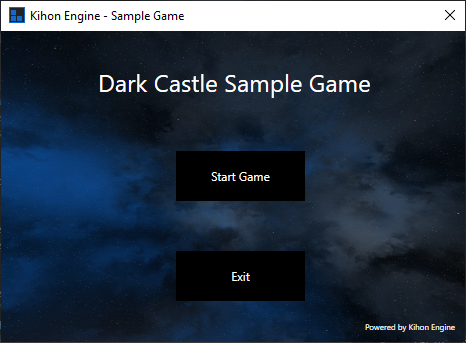 Kihon Engine - Sample Game
Dark Castle Sample Game
Start Game
Exit
Powered by Kihon Engine